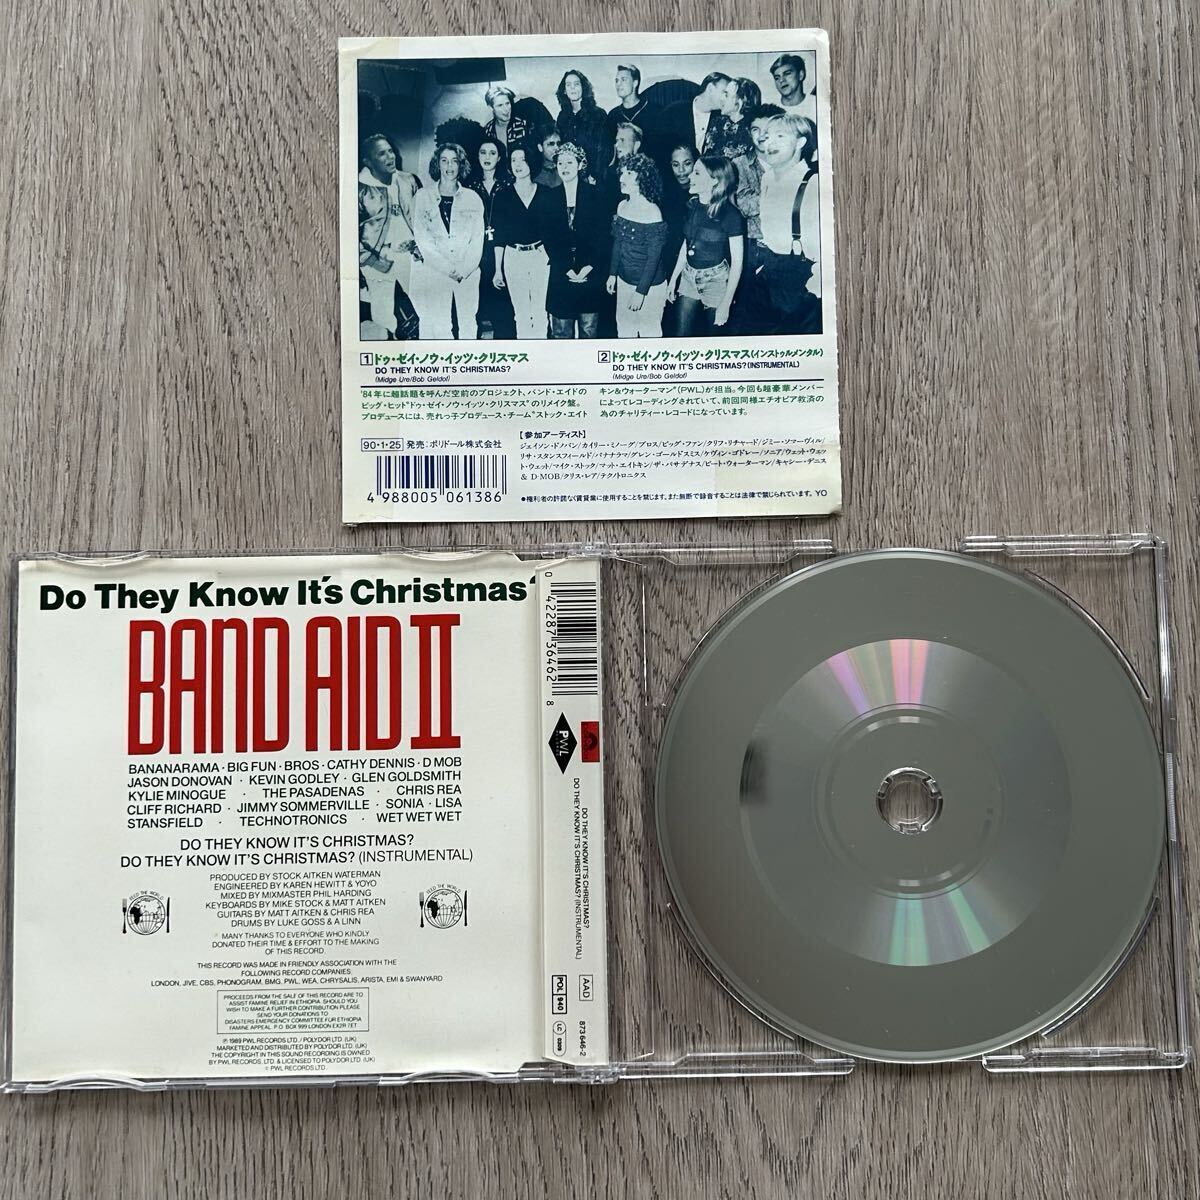 1 ドゥ・ゼイ・ノウ・イッツ・クリスマス
DO THEY KNOW IT'S CHRISTMAS?
(Midge Ure/Bob Geldof)
2 ドゥ・ゼイ・ノウ・イッツ・クリスマス(インストゥルメンタル)
DO THEY KNOW IT'S CHRISTMAS? (INSTRUMENTAL)
(Midge Ure/Bob Geldof)
'84年に超話題を呼んだ空前のプロジェクト、バンド・エイドの
ビッグ・ヒット“ドゥ・ゼイ・ノウ・イッツ・クリスマス”のリメイク盤。
プロデュースには、売れっ子プロデュース・チーム“ストック・エイト
キン&ウォーターマン”(PWL)が担当。今回も超豪華メンバー
によってレコーディングされていて、前回同様エチオピア救済の
為のチャリティー・レコードになっています。
90・1・25 発売:ポリドール株式会社
4 988005 061386
【参加アーティスト】
ジェイソン・ドノバン/カイリー・ミノーグ/ブロス/ビッグ・ファン/クリフ・リチャード/ジミー・ソマーヴィル/
リサ・スタンスフィールド/バナナラマ/グレン・ゴールドスミス/ケヴィン・ゴドレー/ソニア/ウェット・ウェッ
ト・ウェット/マイク・ストック/マット・エイトキン/ザ・パサデナス/ピート・ウォーターマン/キャシー・デニス
& D-MOB/クリス・レア/テクノトロニクス
●権利者の許諾なく賃貸業に使用することを禁じます。また無断で録音することは法律で禁じられています。 YO
Do They Know It's Christmas?
BAND AID II
BANANARAMA · BIG FUN · BROS · CATHY DENNIS · D MOB
JASON DONOVAN · KEVIN GODLEY · GLEN GOLDSMITH
KYLIE MINOGUE · THE PASADENAS · CHRIS REA
CLIFF RICHARD · JIMMY SOMMERVILLE · SONIA · LISA
STANSFIELD · TECHNOTRONICS · WET WET WET
DO THEY KNOW IT'S CHRISTMAS?
DO THEY KNOW IT'S CHRISTMAS? (INSTRUMENTAL)
PRODUCED BY STOCK AITKEN WATERMAN
ENGINEERED BY KAREN HEWITT & YOYO
MIXED BY MIXMASTER PHIL HARDING
KEYBOARDS BY MIKE STOCK & MATT AITKEN
GUITARS BY MATT AITKEN & CHRIS REA
DRUMS BY LUKE GOSS & A LINN
FEED THE WORLD
FEED THE WORLD
MANY THANKS TO EVERYONE WHO KINDLY
DONATED THEIR TIME & EFFORT TO THE MAKING
OF THIS RECORD.
THIS RECORD WAS MADE IN FRIENDLY ASSOCIATION WITH THE
FOLLOWING RECORD COMPANIES:
LONDON, JIVE, CBS, PHONOGRAM, BMG, PWL, WEA, CHRYSALIS, ARISTA, EMI & SWANYARD
PROCEEDS FROM THE SALE OF THIS RECORD ARE TO
ASSIST FAMINE RELIEF IN ETHIOPIA. SHOULD YOU
WISH TO MAKE A FURTHER CONTRIBUTION PLEASE
SEND YOUR DONATIONS TO
DISASTERS EMERGENCY COMMITTEE FOR ETHIOPIA
FAMINE APPEAL P.O. BOX 999 LONDON EX2R 7ET
℗ 1989 PWL RECORDS LTD. / POLYDOR LTD. (UK)
MARKETED AND DISTRIBUTED BY POLYDOR LTD. (UK)
THE COPYRIGHT IN THIS SOUND RECORDING IS OWNED
BY PWL RECORDS. LTD. & LICENSED TO POLYDOR LTD. (UK)
© PWL RECORDS LTD.
0 42287 36462 8
PWL
DO THEY KNOW IT'S CHRISTMAS?
DO THEY KNOW IT'S CHRISTMAS? (INSTRUMENTAL)
AAD
POL 940
LC 0309
873 646-2